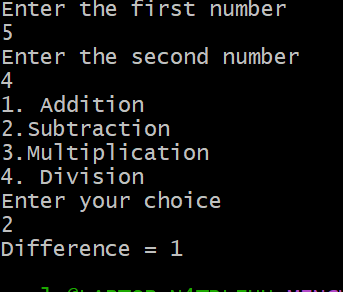 Enter the first number
5
Enter the second number
4
1. Addition
2.Subtraction
3.Multiplication
4. Division
Enter your choice
2
Difference = 1